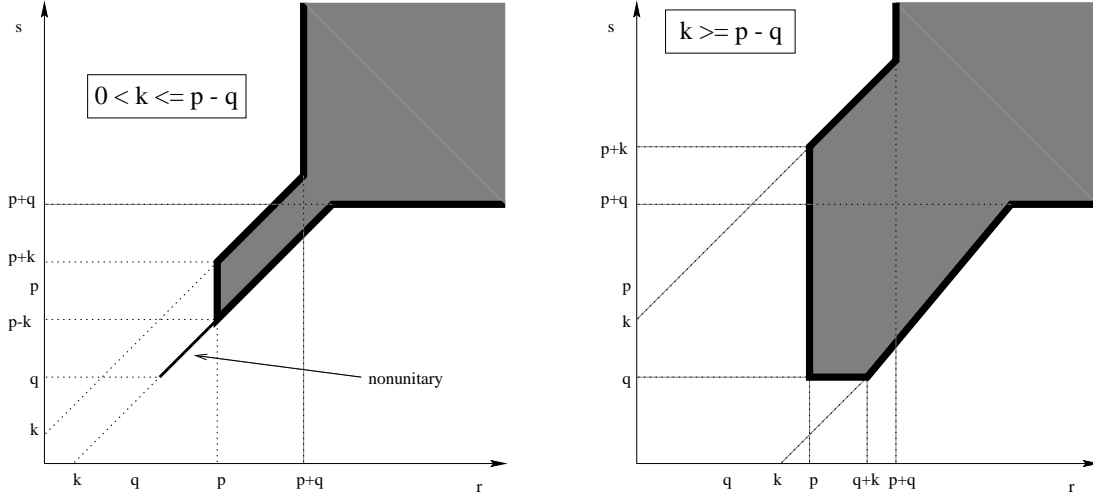 s
0 < k <= p - q
p+q
p+k
p
p-k
q
k
nonunitary
k
q
p
p+q
r
s
k >= p - q
p+k
p+q
p
k
q
q
k
p
q+k
p+q
r